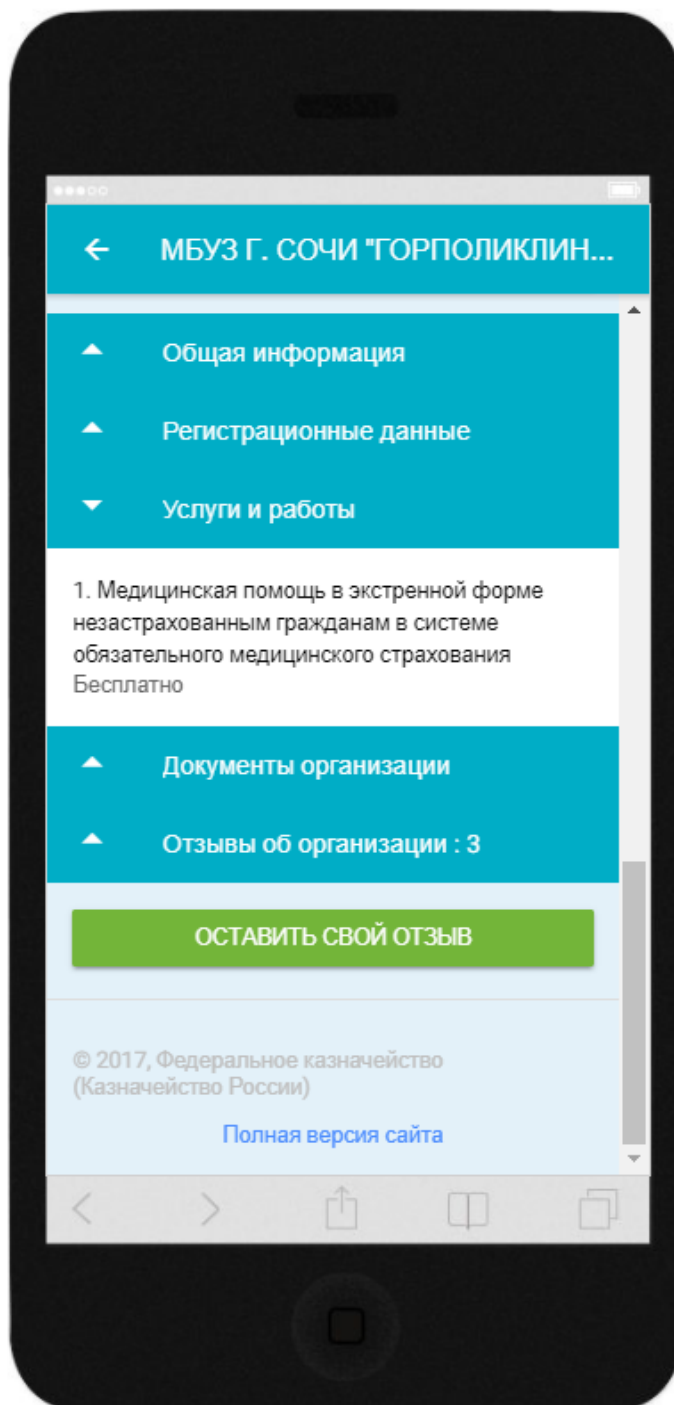 МБУЗ Г. СОЧИ "ГОРПОЛИКЛИН...
Общая информация
Регистрационные данные
Услуги и работы
1. Медицинская помощь в экстренной форме
незастрахованным гражданам в системе
обязательного медицинского страхования
Бесплатно
Документы организации
Отзывы об организации : 3
ОСТАВИТЬ СВОЙ ОТЗЫВ
© 2017, Федеральное казначейство
(Казначейство России)
Полная версия сайта